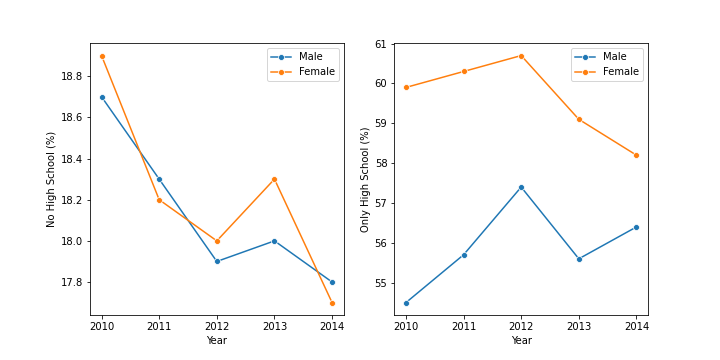 Male
Female
18.8
18.6
18.4
18.2
18.0
17.8
No High School (%)
2010 2011 2012 2013 2014
Year
Male
Female
61
60
59
58
57
56
55
Only High School (%)
2010 2011 2012 2013 2014
Year